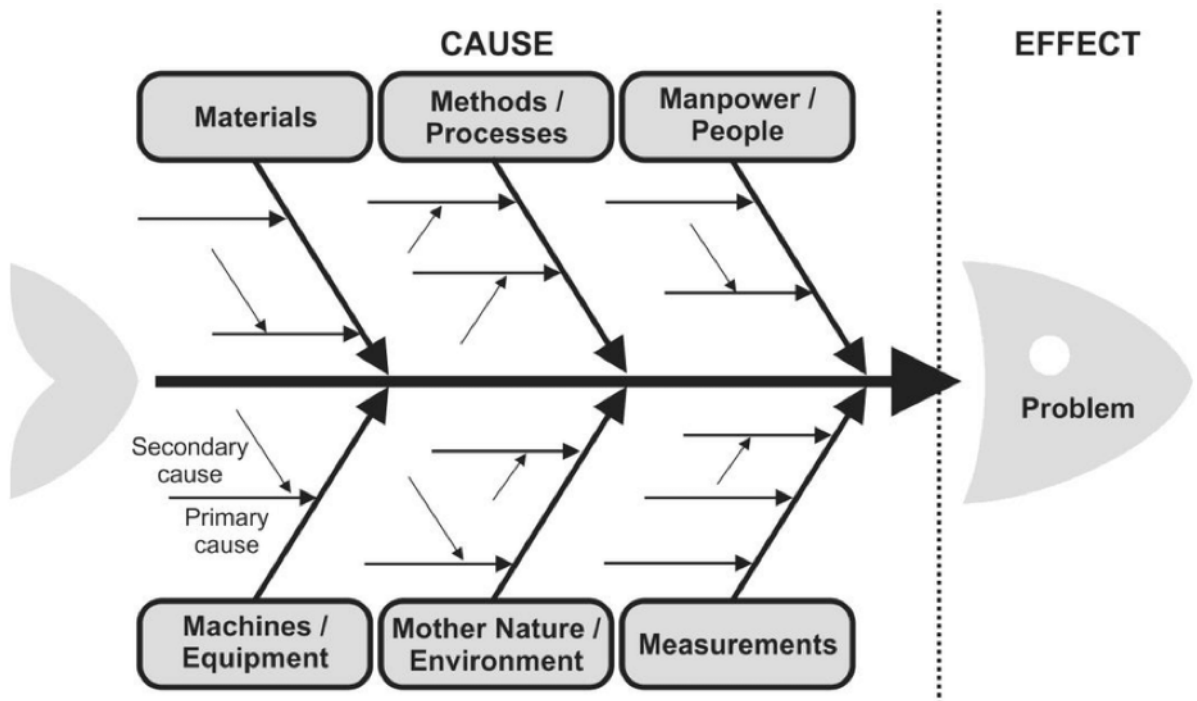 CAUSE
EFFECT
Materials
Methods /
Processes
Manpower /
People
Problem
Secondary
cause
Primary
cause
Machines /
Equipment
Mother Nature /
Environment
Measurements